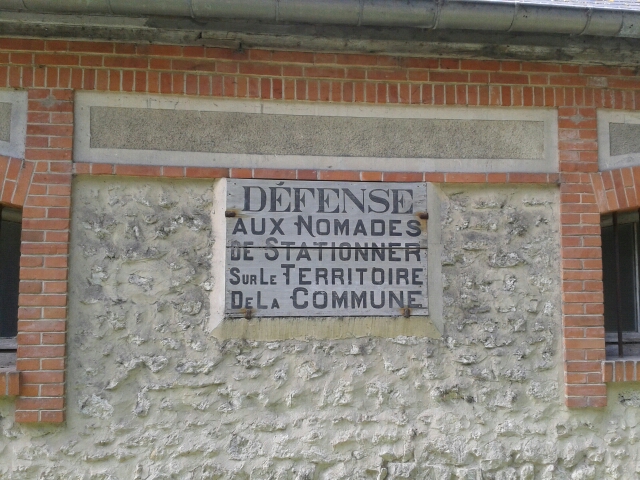 DÉFENSE
AUX NOMADES
DE STATIONNER
SUR LE TERRITOIRE
DE LA COMMUNE